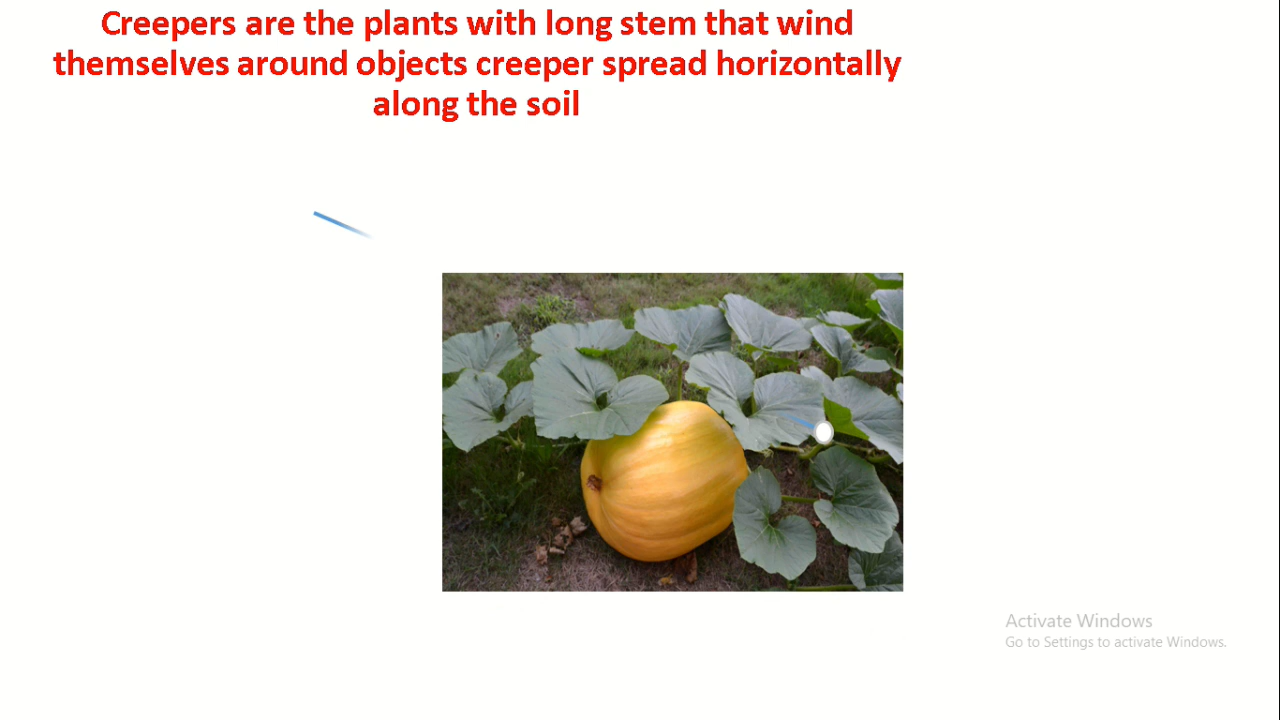 Creepers are the plants with long stem that wind
themselves around objects creeper spread horizontally
along the soil
Activate Windows
Go to Settings to activate Windows.